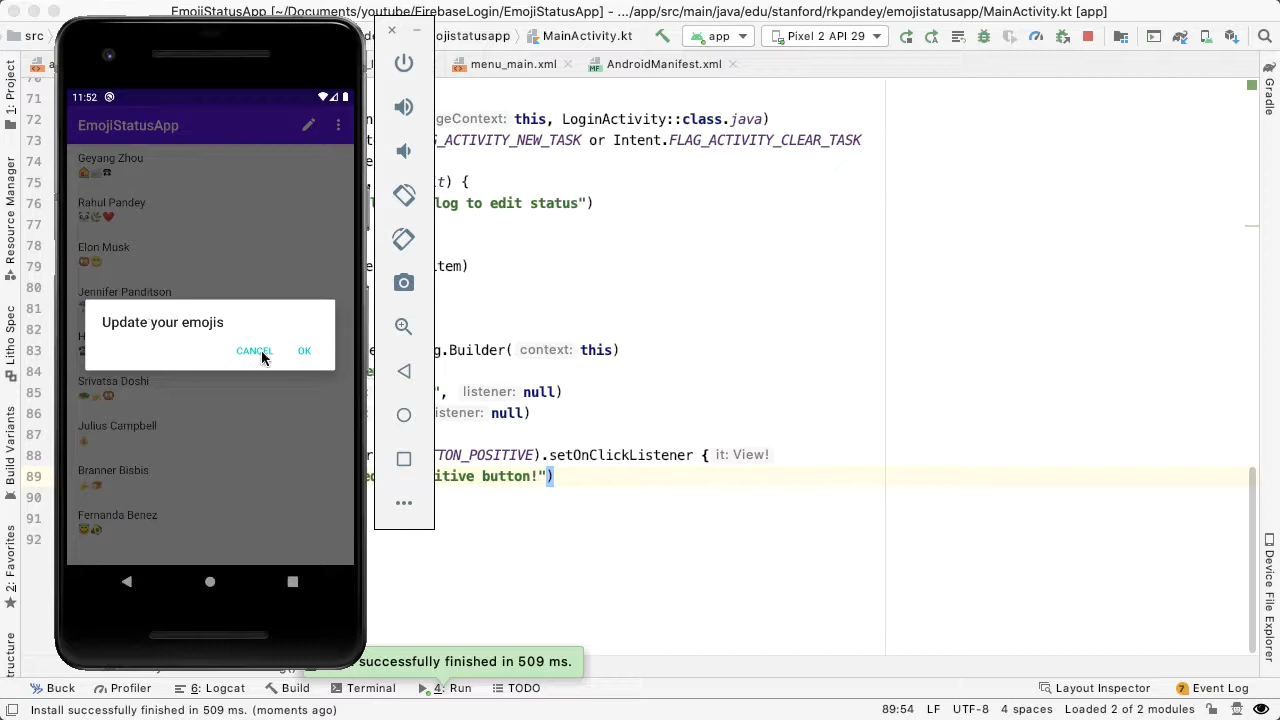 EmojiStatusApp [~/Documents/youtube/FirebaseLogin/EmojiStatusApp] - .../app/src/main/java/edu/stanford/rkpandey/emojistatusapp/MainActivity.kt [app]
src
ojistatusapp
MainActivity.kt
app
Pixel 2 API 29
menu_main.xml
AndroidManifest.xml
1: Project
Resource Manager
Litho Spec
Build Variants
2: Favorites
Gradle
Device File Explorer
11:52
EmojiStatusApp
Geyang Zhou
🏠☎
Rahul Pandey
🐼🕊❤️
Elon Musk
Jennifer Panditson
Update your emojis
CANCEL OK
Srivatsa Doshi
Julius Campbell
Branner Bisbis
Fernanda Benez
71
72 geContext: this, LoginActivity::class.java)
73 _ACTIVITY_NEW_TASK or Intent.FLAG_ACTIVITY_CLEAR_TASK
74
75 it) {
76 log to edit status")
77
78
79 tem)
80
81
82
83 g.Builder( context: this)
84
85 ", listener: null)
86 istener: null)
87
88 TON_POSITIVE).setOnClickListener { it: View!
89 itive button!")
90
91
92
successfully finished in 509 ms.
Buck Profiler 6: Logcat Build Terminal 4: Run TODO Layout Inspector 7 Event Log
Install successfully finished in 509 ms. (moments ago) 89:54 LF UTF-8 4 spaces Loaded 2 of 2 modules